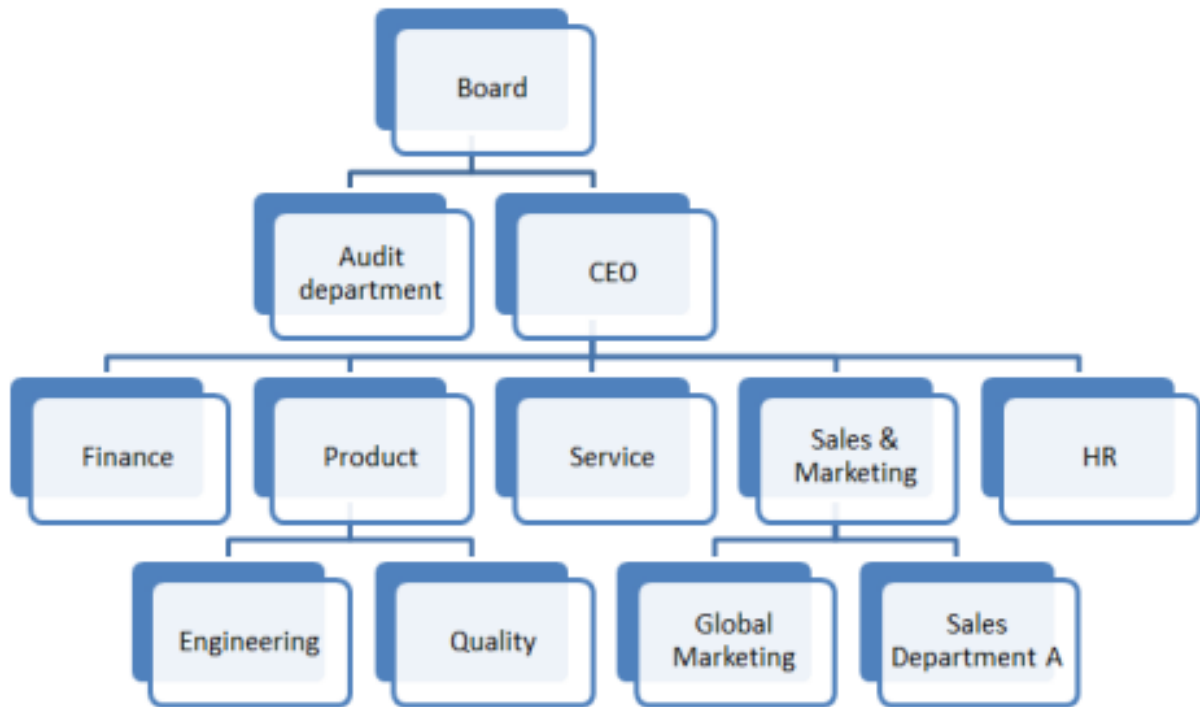 Board
Audit
department
CEO
Finance
Product
Service
Sales &
Marketing
HR
Engineering
Quality
Global
Marketing
Sales
Department A